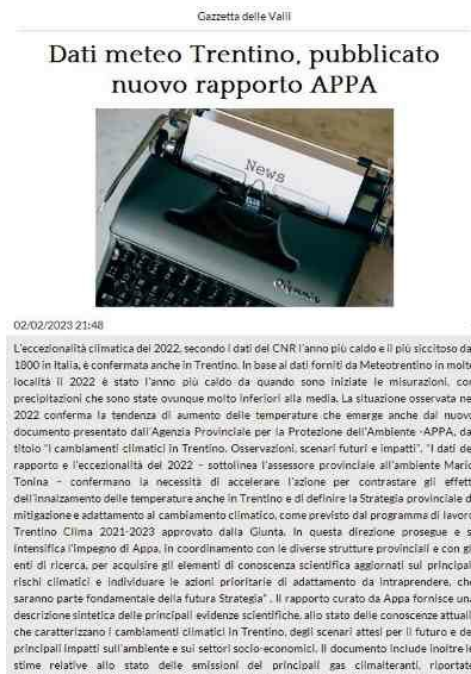 Gazzetta delle Valli
Dati meteo Trentino, pubblicato
nuovo rapporto APPA
News
Olympia
02/02/2023 21:48
L'eccezionalità climatica del 2022, secondo i dati del CNR l'anno più caldo e il più siccitoso da
1800 in Italia, è confermata anche in Trentino. In base ai dati forniti da Meteotrentino in molte
località il 2022 è stato l'anno più caldo da quando sono iniziate le misurazioni, con
precipitazioni che sono state ovunque molto inferiori alla media. La situazione osservata nel
2022 conferma la tendenza di aumento delle temperature che emerge anche dal nuovo
documento presentato dall'Agenzia Provinciale per la Protezione dell'Ambiente -APPA, dal
titolo "I cambiamenti climatici in Trentino. Osservazioni, scenari futuri e impatti". "I dati del
rapporto e l'eccezionalità del 2022 – sottolinea l'assessore provinciale all'ambiente Mario
Tonina – confermano la necessità di accelerare l'azione per contrastare gli effetti
dell'innalzamento delle temperature anche in Trentino e di definire la Strategia provinciale di
mitigazione e adattamento al cambiamento climatico, come previsto dal programma di lavoro
Trentino Clima 2021-2023 approvato dalla Giunta. In questa direzione prosegue e si
intensifica l'impegno di Appa, in coordinamento con le diverse strutture provinciali e con gli
enti di ricerca, per acquisire gli elementi di conoscenza scientifica aggiornati sui principali
rischi climatici e individuare le azioni prioritarie di adattamento da intraprendere, che
saranno parte fondamentale della futura Strategia" . Il rapporto curato da Appa fornisce una
descrizione sintetica delle principali evidenze scientifiche, allo stato delle conoscenze attuali,
che caratterizzano i cambiamenti climatici in Trentino, degli scenari attesi per il futuro e dei
principali impatti sull'ambiente e sui settori socio-economici. Il documento include inoltre le
stime relative allo stato delle emissioni dei principali gas climalteranti, riportate